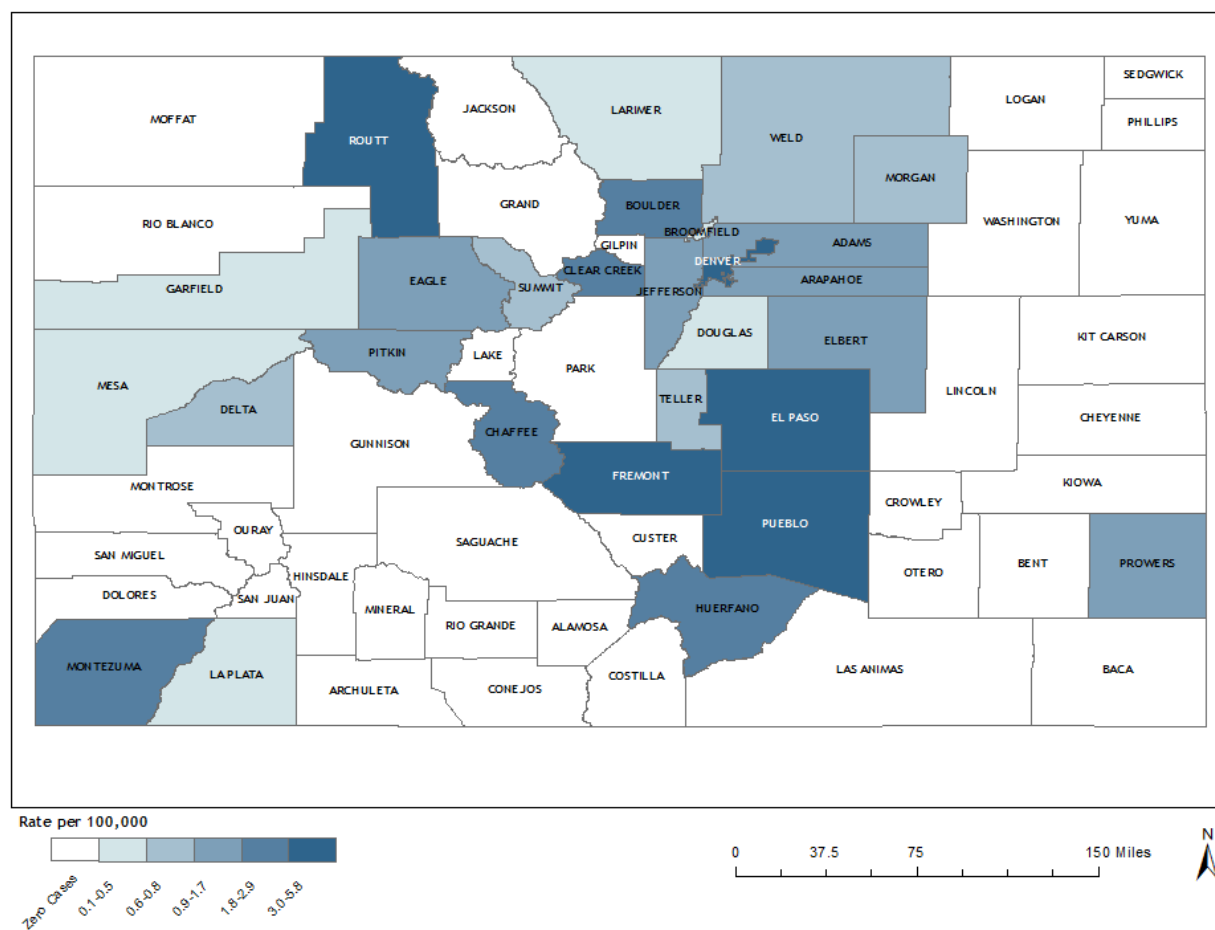 SEDGWICK
LOGAN
JACKSON
LARIMER
MOFFAT
PHILLIPS
WELD
ROUTT
MORGAN
GRAND
BOULDER
WASHINGTON
YUMA
RIO BLANCO
BROOMFIELD
GILPIN
ADAMS
DENVER
CLEAR CREEK
EAGLE
ARAPAHOE
GARFIELD
SUMMIT
JEFFERSON
DOUGLAS
KIT CARSON
ELBERT
PITKIN
LAKE
PARK
MESA
LINCOLN
TELLER
DELTA
EL PASO
CHEYENNE
CHAFFEE
GUNNISON
FREMONT
KIOWA
MONTROSE
CROWLEY
PUEBLO
OURAY
CUSTER
SAGUACHE
SAN MIGUEL
BENT
PROWERS
OTERO
HINSDALE
DOLORES
SAN JUAN
MINERAL
HUERFANO
RIO GRANDE
ALAMOSA
MONTEZUMA
LA PLATA
LAS ANIMAS
BACA
COSTILLA
ARCHULETA
CONEJOS
Rate per 100,000
Zero Cases
0.1-0.5
0.6-0.8
0.9-1.7
1.8-2.9
3.0-5.8
0 37.5 75 150 Miles
N